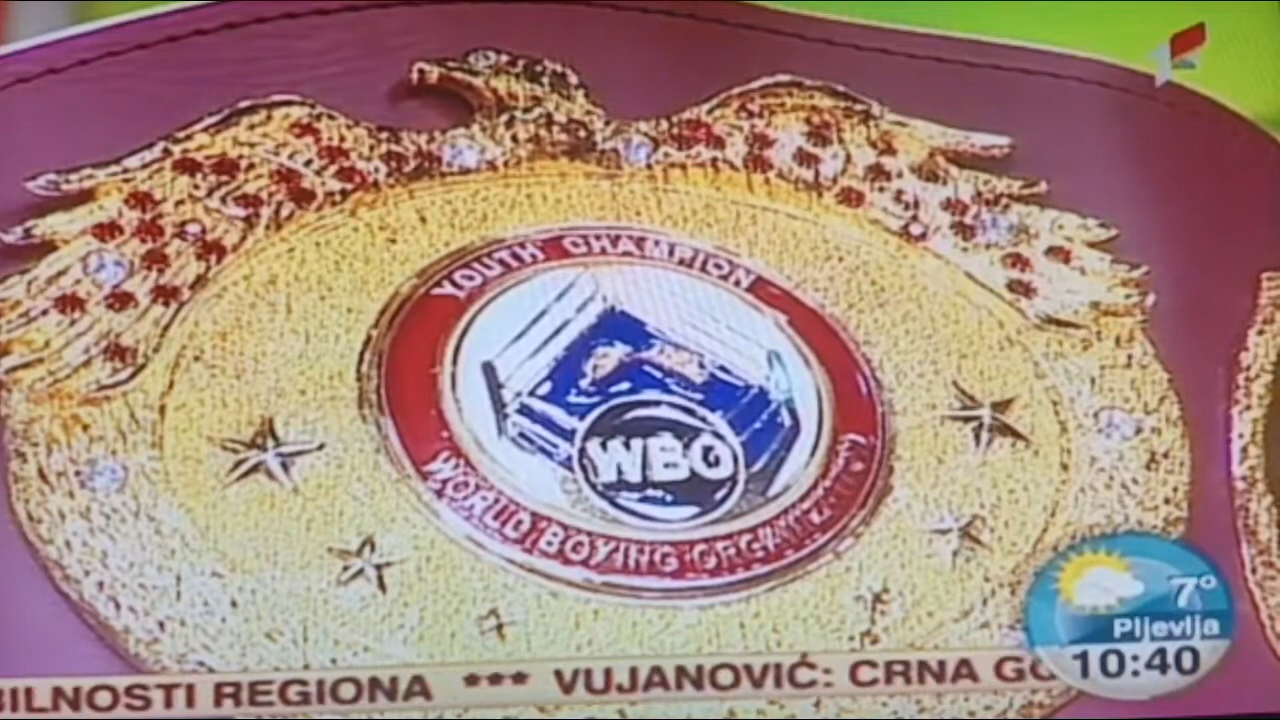 YOUTH CHAMPION
WBO
WORLD BOXING ORGANIZATION
7°
Pljevlja
BILNOSTI REGIONA *** VUJANOVIĆ: CRNA GO
10:40